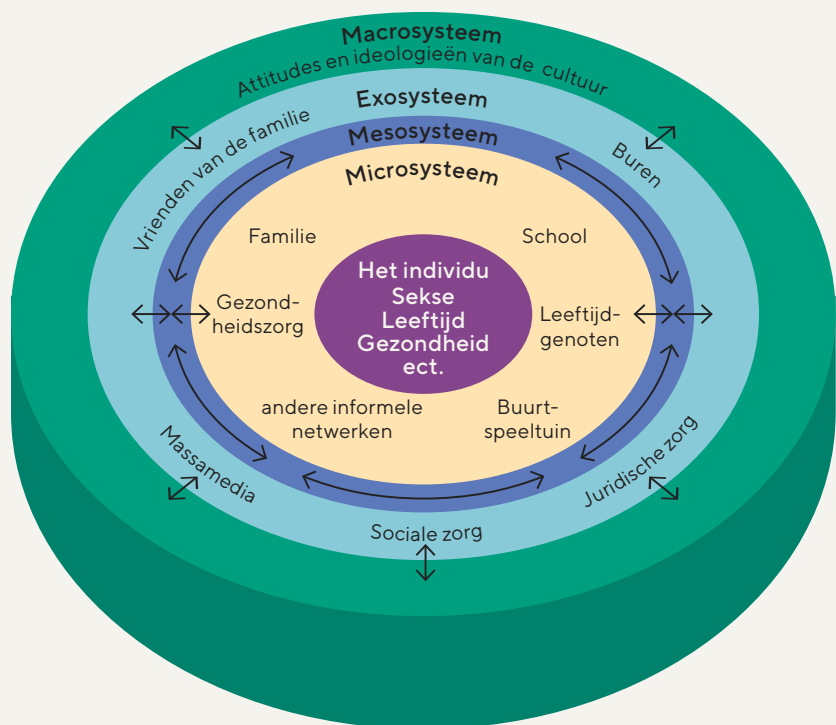 Macrosysteem
Attitudes en ideologieën van de cultuur
Exosysteem
Vrienden van de familie
Buren
Mesosysteem
Microsysteem
Familie
School
Het individu
Sekse
Leeftijd
Gezondheid
ect.
Gezond-
heidszorg
Leeftijd-
genoten
andere informele
netwerken
Buurt-
speeltuin
Massamedia
Juridische zorg
Sociale zorg